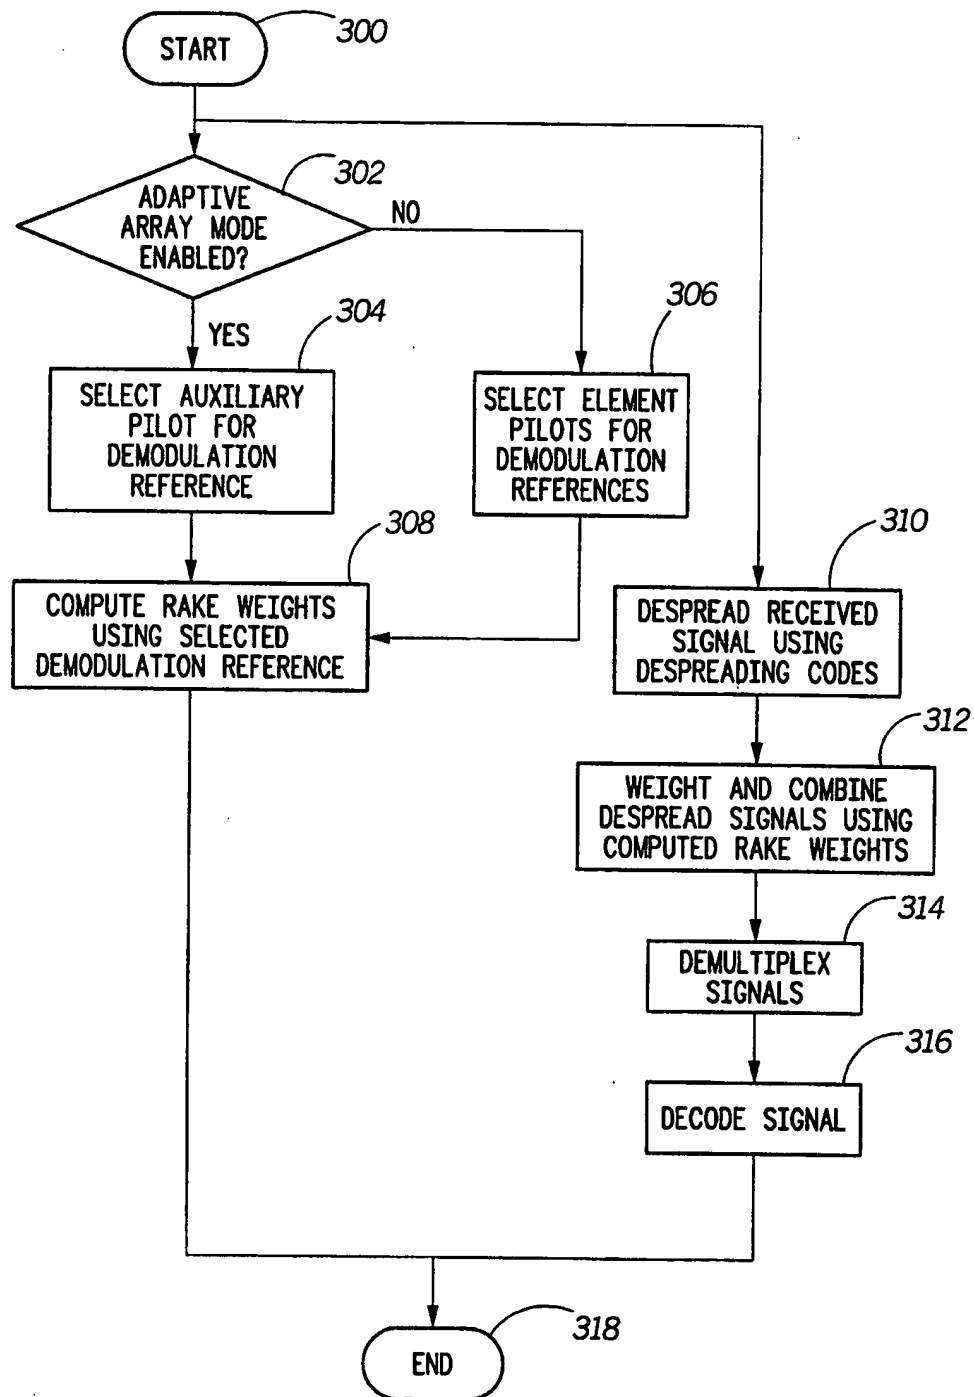 START
300
ADAPTIVE
ARRAY MODE
ENABLED?
302
NO
YES
304
SELECT AUXILIARY
PILOT FOR
DEMODULATION
REFERENCE
306
SELECT ELEMENT
PILOTS FOR
DEMODULATION
REFERENCES
308
COMPUTE RAKE WEIGHTS
USING SELECTED
DEMODULATION REFERENCE
310
DESPREAD RECEIVED
SIGNAL USING
DESPREADING CODES
312
WEIGHT AND COMBINE
DESPREAD SIGNALS USING
COMPUTED RAKE WEIGHTS
314
DEMULTIPLEX
SIGNALS
316
DECODE SIGNAL
318
END